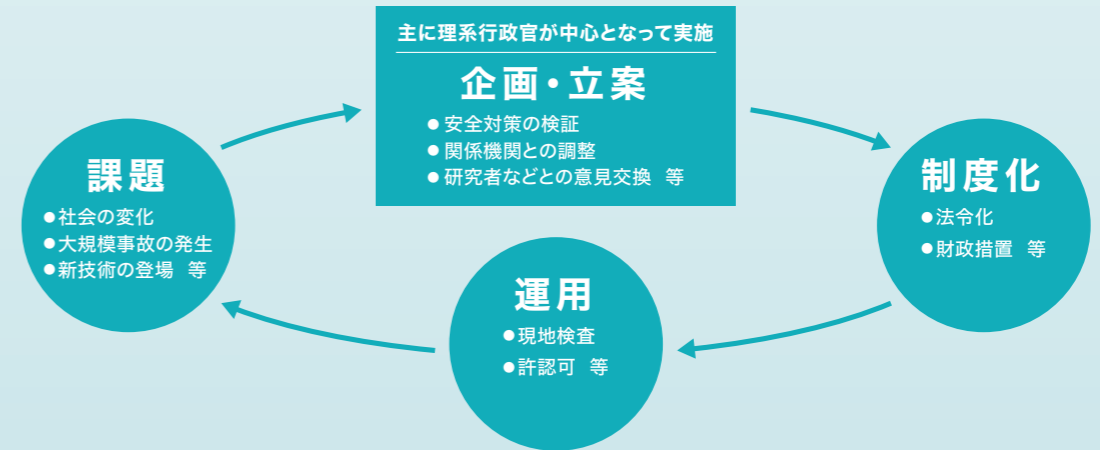 主に理系行政官が中心となって実施
企画・立案
●安全対策の検証
●関係機関との調整
●研究者などとの意見交換 等
課題
●社会の変化
●大規模事故の発生
●新技術の登場 等
制度化
●法令化
●財政措置 等
運用
●現地検査
●許認可 等